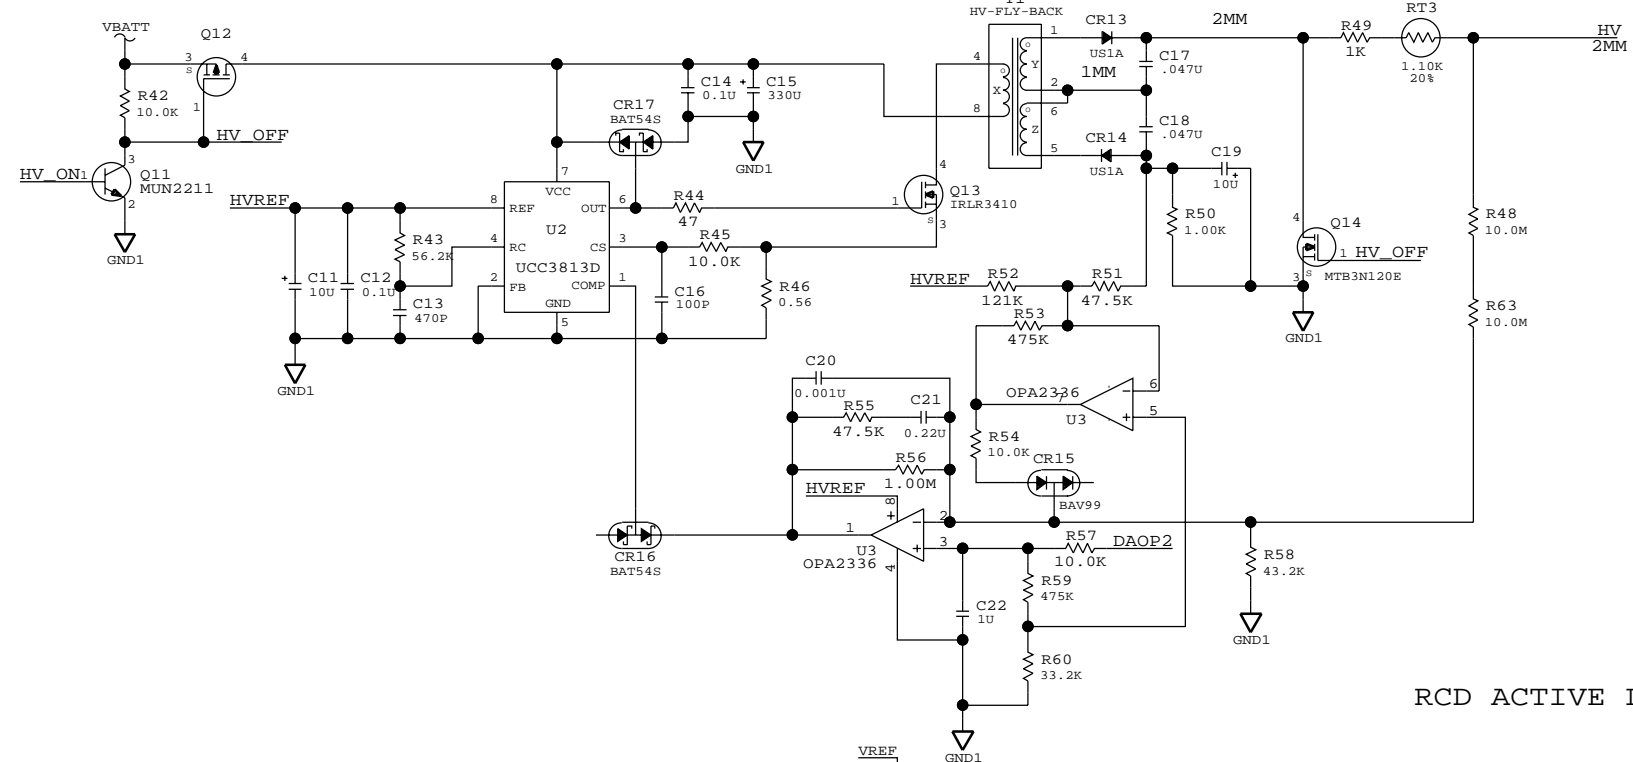 T1
HV-FLY-BACK
VBATT
Q12
3
S
4
1
R42
10.0K
HV_OFF
HV_ON
1
3
Q11
MUN2211
2
GND1
HVREF
C14
0.1U
+
C15
330U
GND1
CR17
BAT54S
7
VCC
8
REF
OUT
6
U2
4
RC
CS
3
UCC3813D
2
FB
COMP
1
GND
5
R43
56.2K
+
C11
10U
C12
0.1U
C13
470P
GND1
R44
47
R45
10.0K
C16
100P
R46
0.56
4
8
X
Y
Z
1
2
6
5
1MM
CR13
US1A
CR14
US1A
2MM
C17
.047U
C18
.047U
C19
10U
+
R49
1K
RT3
1.10K
20%
HV
2MM
4
1
Q13
IRLR3410
S
3
R50
1.00K
4
Q14
1
HV_OFF
3
S
MTB3N120E
GND1
R48
10.0M
R63
10.0M
HVREF
R52
121K
R51
47.5K
R53
475K
C20
0.001U
R55
47.5K
C21
0.22U
R56
1.00M
OPA2336
7
U3
6
5
−
+
R54
10.0K
CR15
BAV99
HVREF
8
+
1
−
2
+
3
U3
OPA2336
4
CR16
BAT54S
R57
10.0K
DAOP2
R59
475K
C22
1U
R60
33.2K
R58
43.2K
GND1
GND1
VREF
RCD ACTIVE